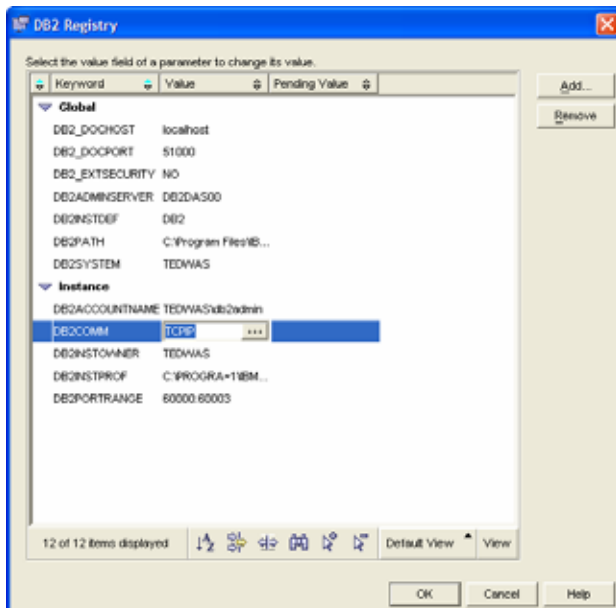 DB2 Registry
Select the value field of a parameter to change its value.
Keyword Value Pending Value
Add...
Remove
Global
DB2_DOCHOST localhost
DB2_DOCPORT 51000
DB2_EXTSECURITY NO
DB2ADMINSERVER DB2DAS00
DB2INSTDEF DB2
DB2PATH C:\Program Files\IB...
DB2SYSTEM TEDWAS
Instance
DB2ACCOUNTNAME TEDWAS\db2admin
DB2COMM TCPIP ...
DB2INSTOWNER TEDWAS
DB2INSTPROF C:\PROGRA~1\IBM...
DB2PORTRANGE 60000:60003
12 of 12 items displayed
Default View View
OK Cancel Help